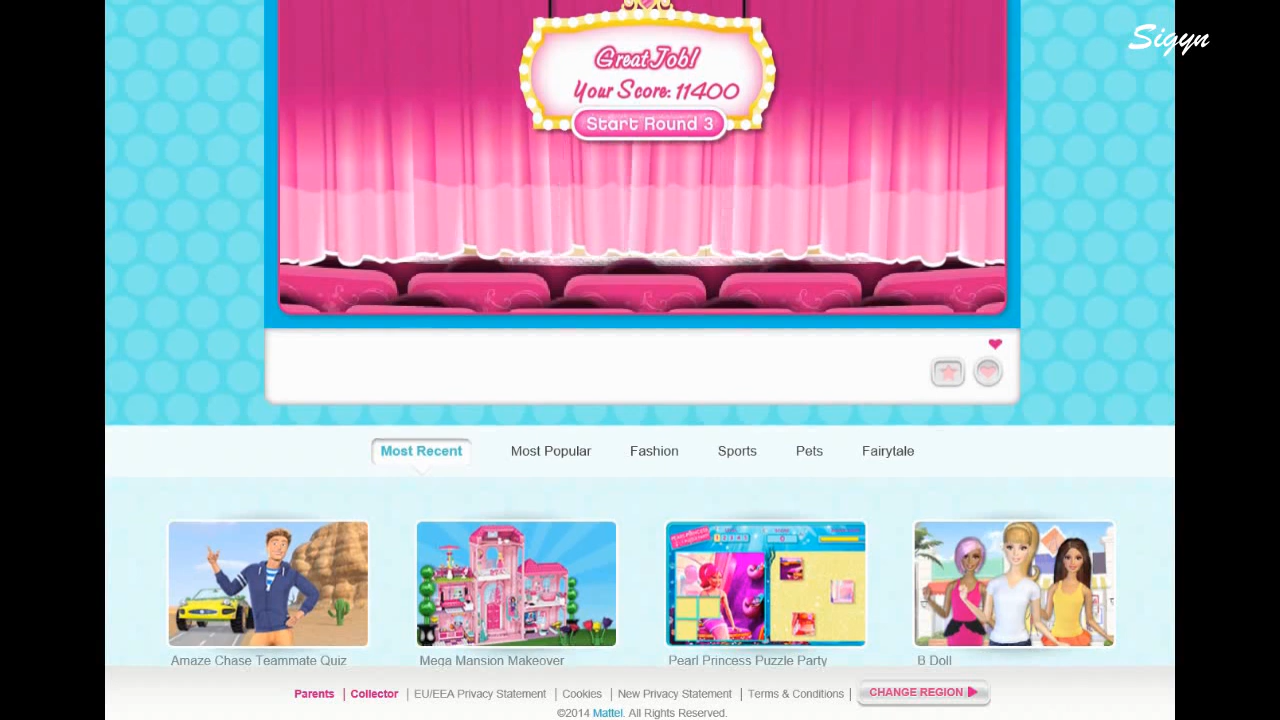 Sigyn
Great Job!
Your Score: 11400
Start Round 3
Most Recent
Most Popular
Fashion
Sports
Pets
Fairytale
Amaze Chase Teammate Quiz
Mega Mansion Makeover
Pearl Princess Puzzle Party
B Doll
Parents | Collector | EU/EEA Privacy Statement | Cookies | New Privacy Statement | Terms & Conditions |
CHANGE REGION
©2014 Mattel. All Rights Reserved.